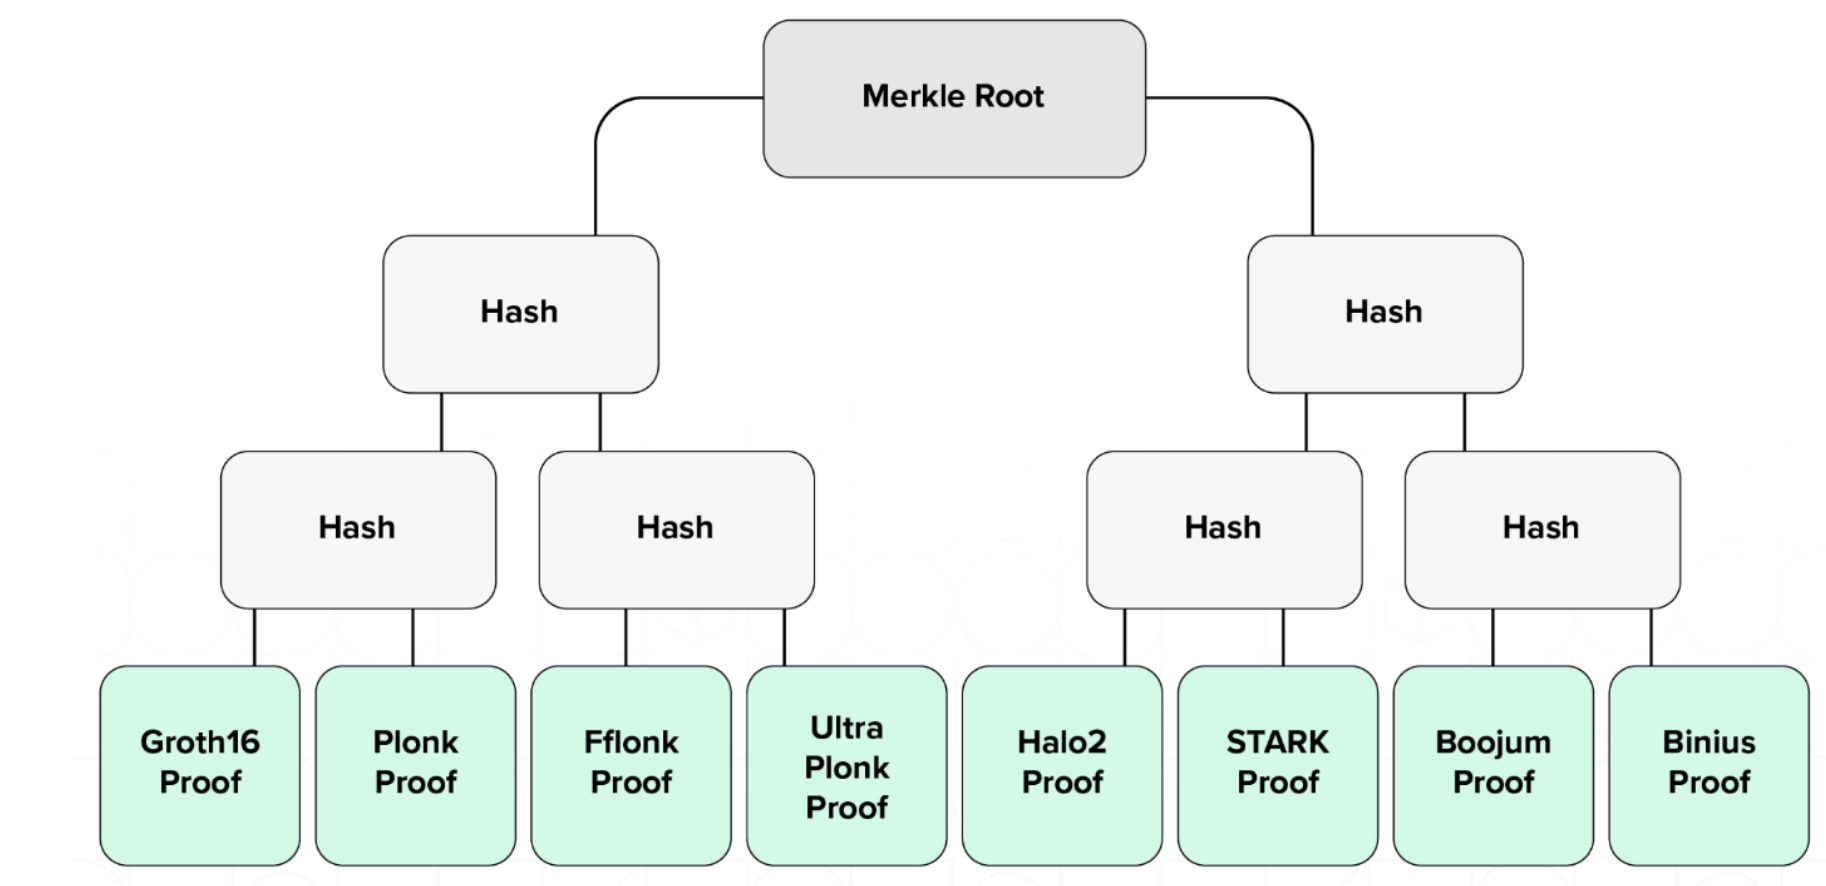 Merkle Root
Hash
Hash
Hash
Hash
Hash
Hash
Groth16
Proof
Plonk
Proof
Fflonk
Proof
Ultra
Plonk
Proof
Halo2
Proof
STARK
Proof
Boojum
Proof
Binius
Proof